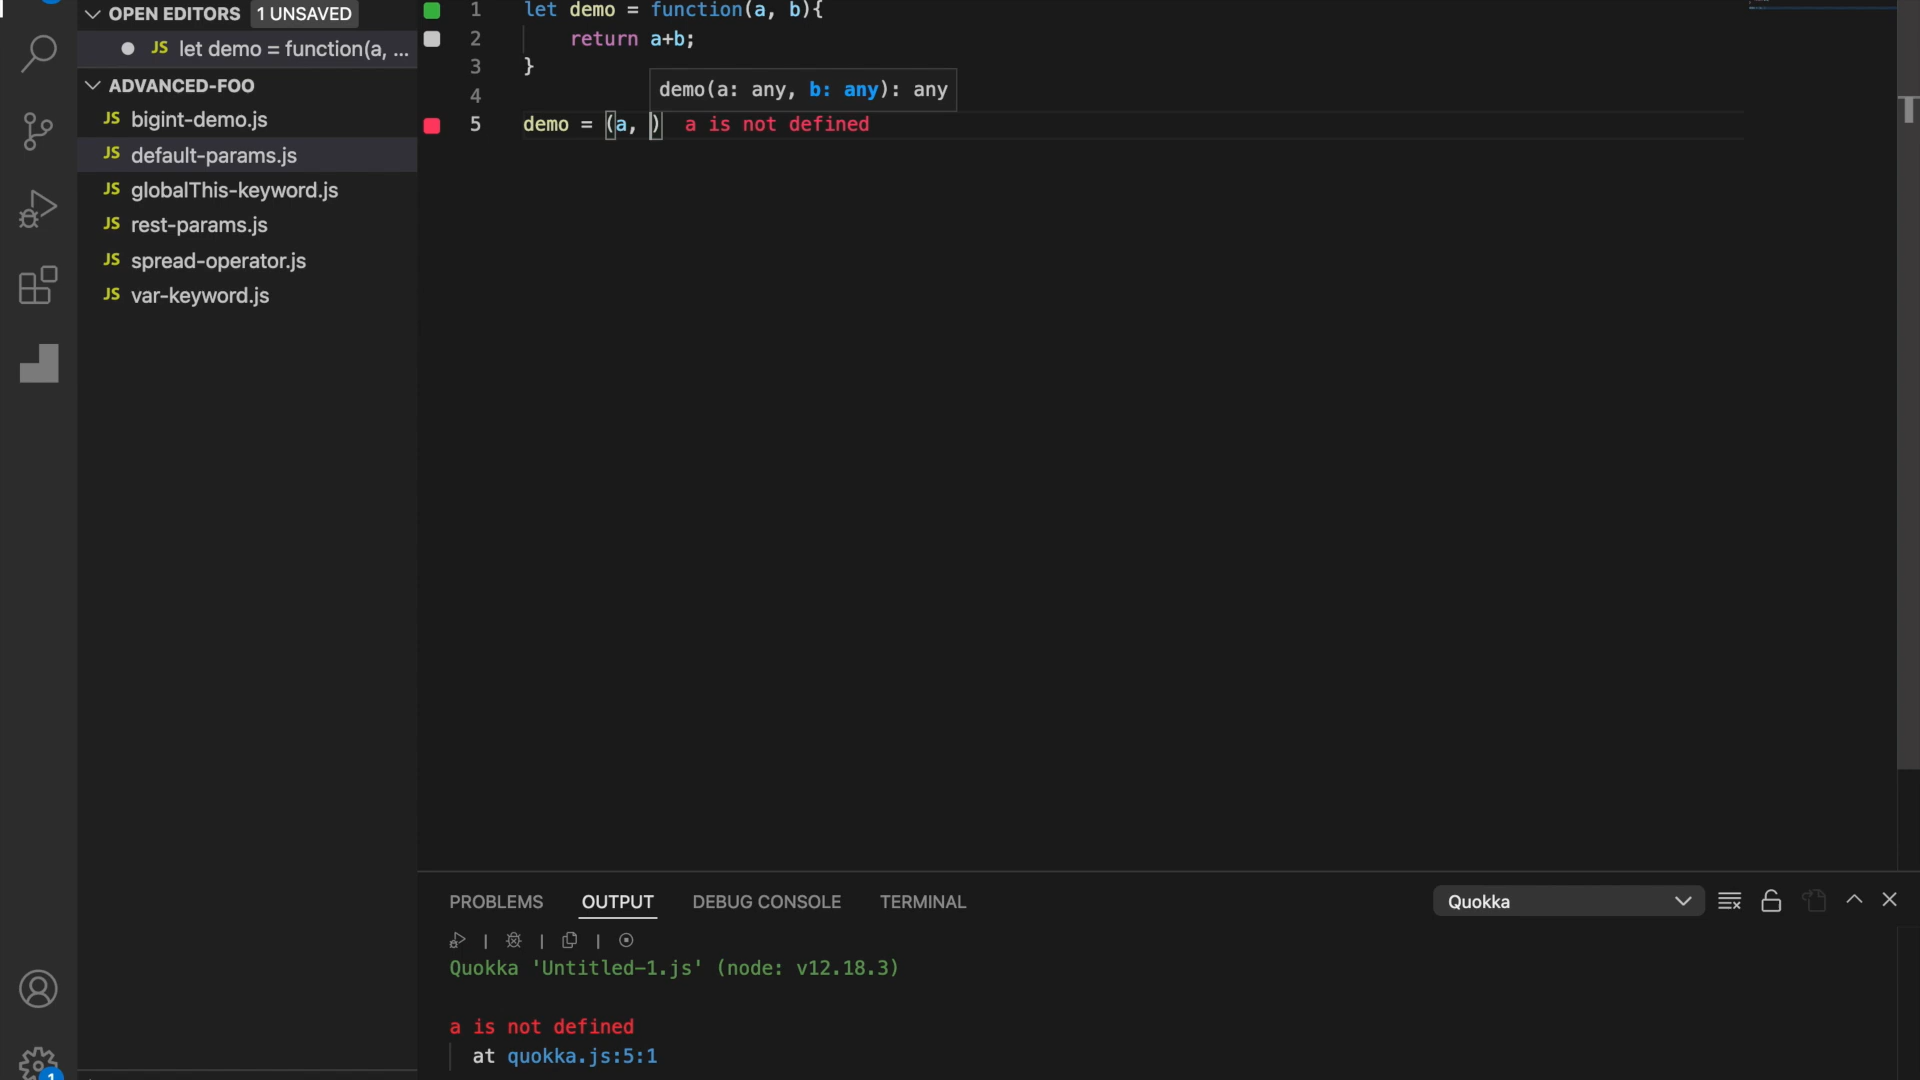 OPEN EDITORS 1 UNSAVED
JS let demo = function(a, ...
ADVANCED-FOO
JS bigint-demo.js
JS default-params.js
JS globalThis-keyword.js
JS rest-params.js
JS spread-operator.js
JS var-keyword.js
1
1 let demo = function(a, b){
2 return a+b;
3 }
4
demo(a: any, b: any): any
5 demo = (a, ) a is not defined
T
PROBLEMS OUTPUT DEBUG CONSOLE TERMINAL
Quokka
Quokka 'Untitled-1.js' (node: v12.18.3)
a is not defined
at quokka.js:5:1